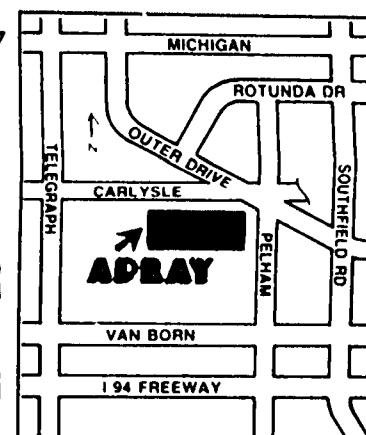 MICHIGAN
ROTUNDA DR
N
OUTER DRIVE
TELEGRAPH
CARLYSLE
SOUTHFIELD RD
PELHAM
ADRAY
VAN BORN
I 94 FREEWAY